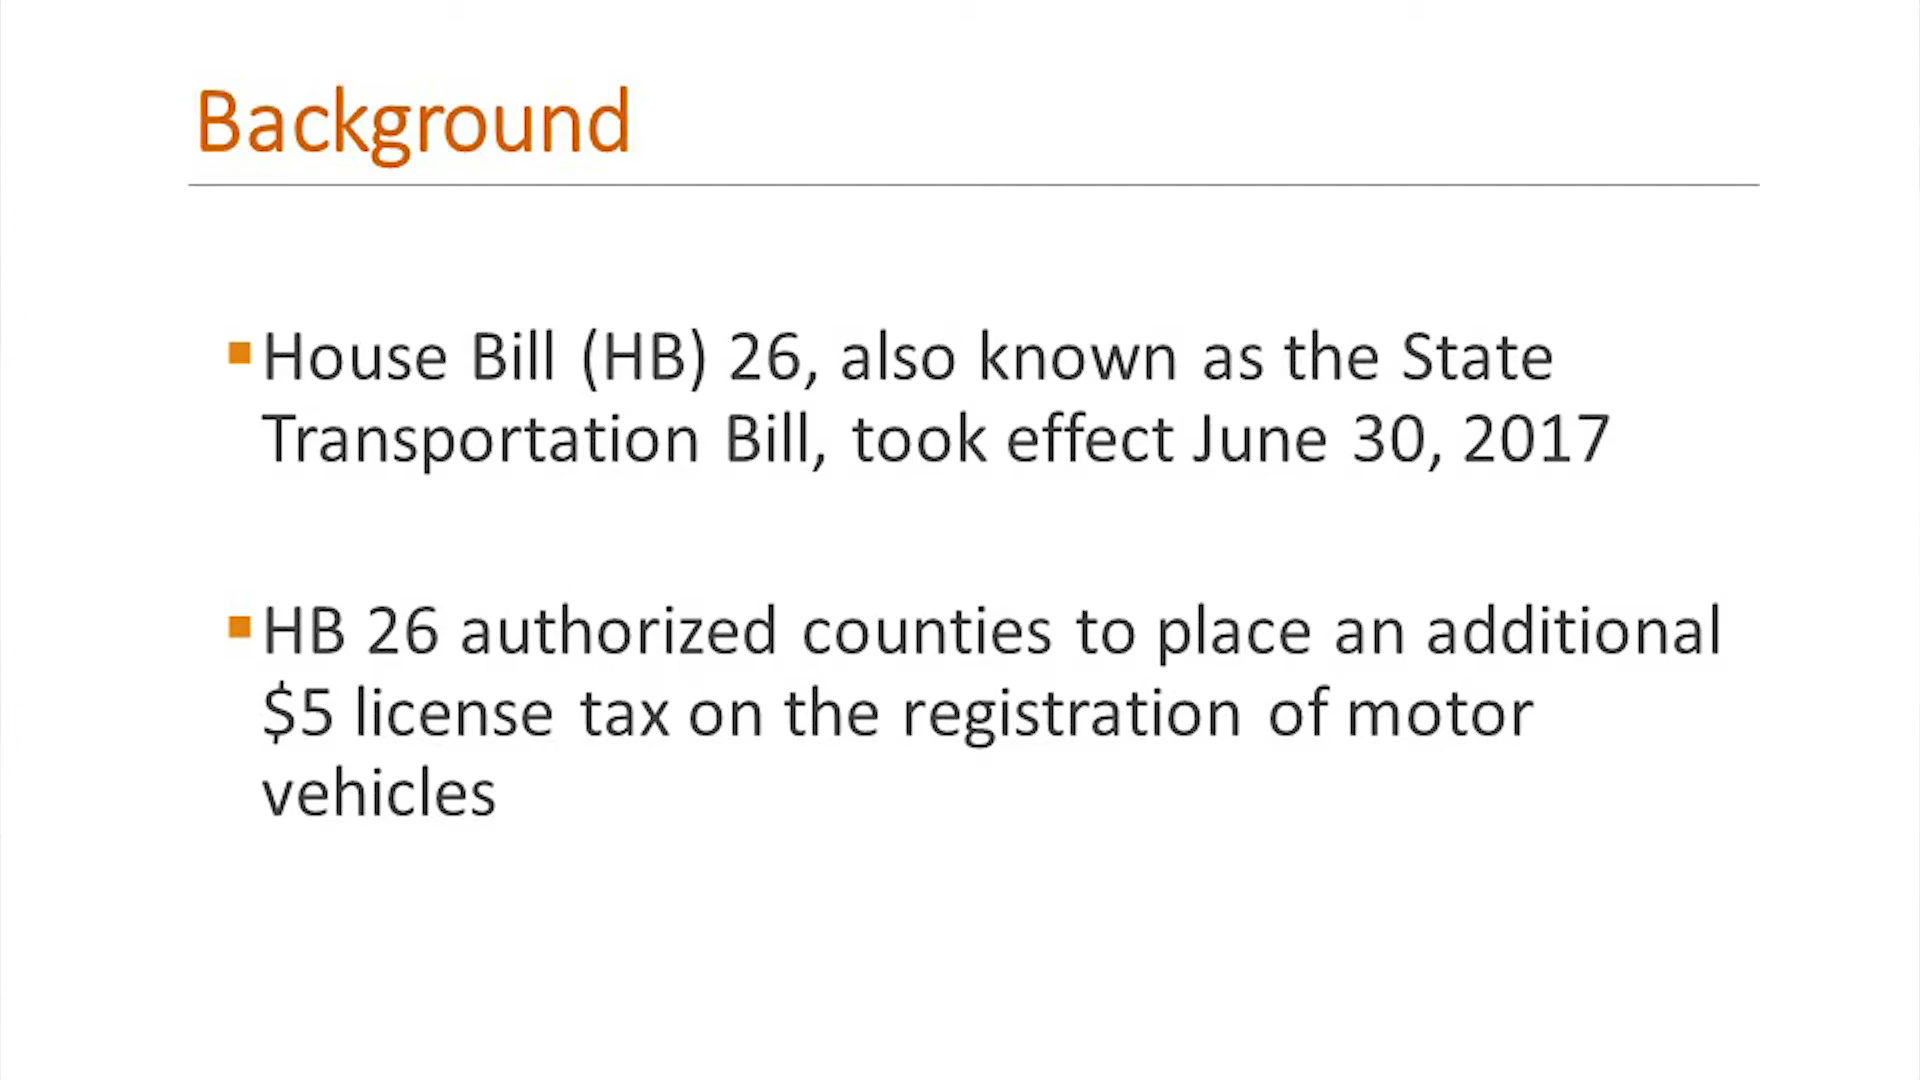 Background
▪House Bill (HB) 26, also known as the State
Transportation Bill, took effect June 30, 2017
▪HB 26 authorized counties to place an additional
$5 license tax on the registration of motor
vehicles